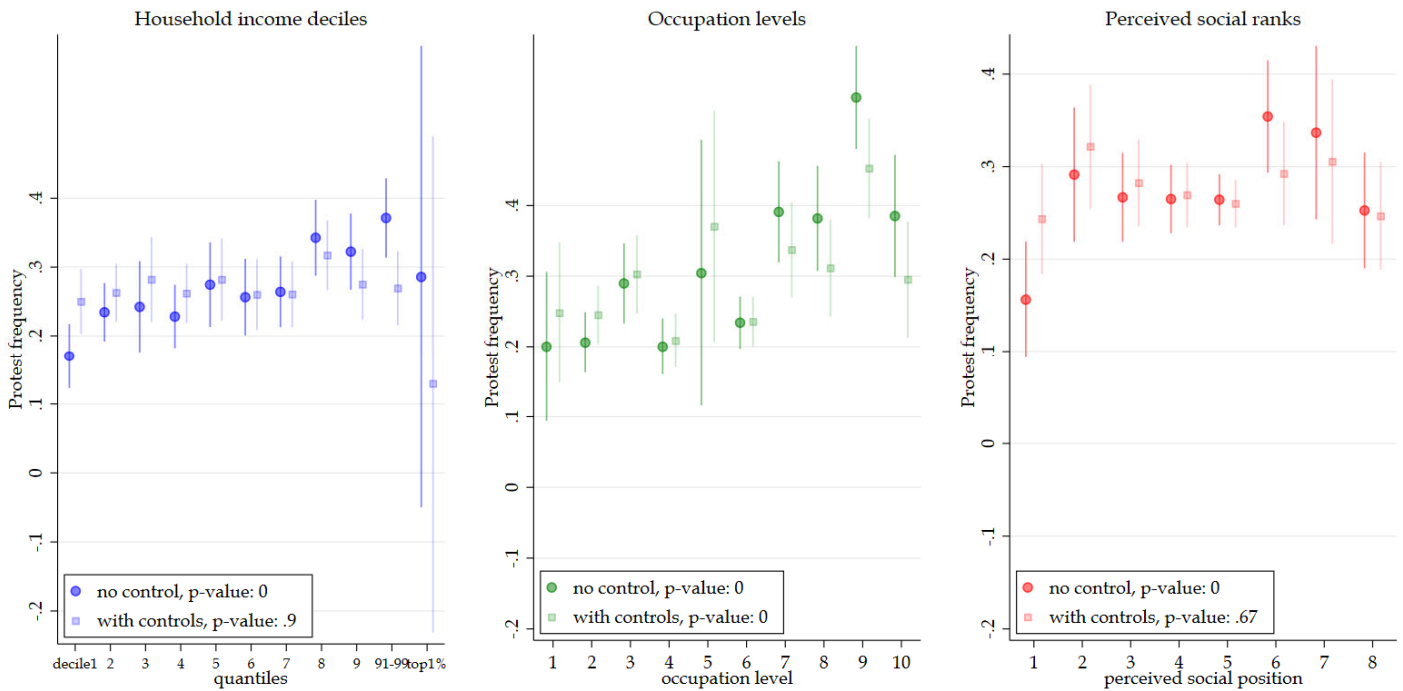 Household income deciles
Protest frequency
.4
.3
.2
.1
0
-.1
-.2
no control, p-value: 0
with controls, p-value: .9
decile1 2 3 4 5 6 7 8 9 91-99 top1%
quantiles
Occupation levels
Protest frequency
.4
.3
.2
.1
0
-.1
-.2
no control, p-value: 0
with controls, p-value: 0
1 2 3 4 5 6 7 8 9 10
occupation level
Perceived social ranks
Protest frequency
.4
.3
.2
.1
0
-.1
-.2
no control, p-value: 0
with controls, p-value: .67
1 2 3 4 5 6 7 8
perceived social position